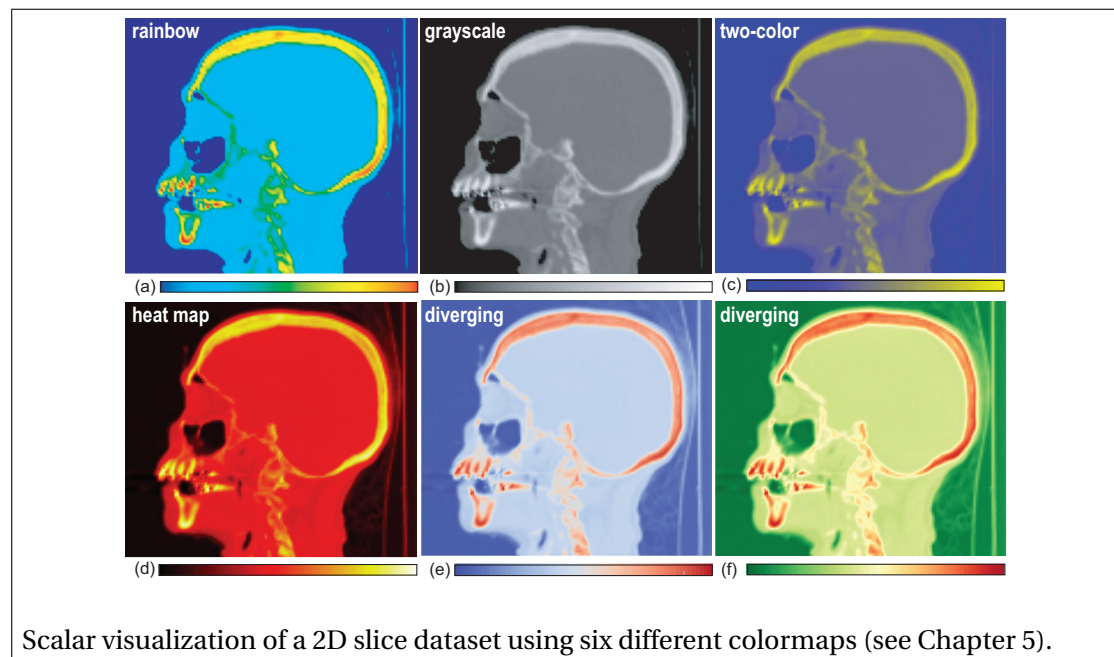 rainbow
grayscale
two-color
(a)
(b)
(c)
heat map
diverging
diverging
(d)
(e)
(f)
Scalar visualization of a 2D slice dataset using six different colormaps (see Chapter 5).